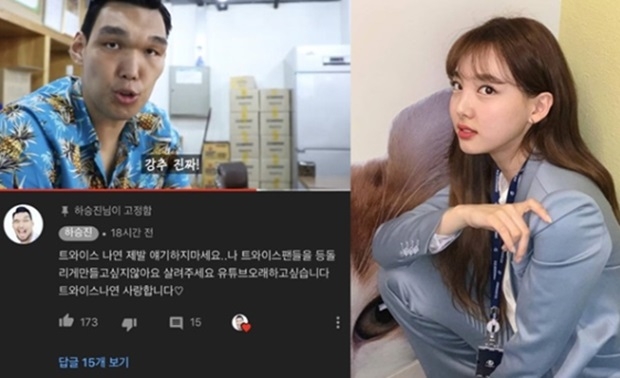 강추 진짜!
하승진님이 고정함
하승진 • 18시간 전
트와이스 나연 제발 얘기하지마세요..나 트와이스팬들을 등돌
리게만들고싶지않아요 살려주세요 유튜브오래하고싶습니다
트와이스나연 사랑합니다♡
173
15
답글 15개 보기